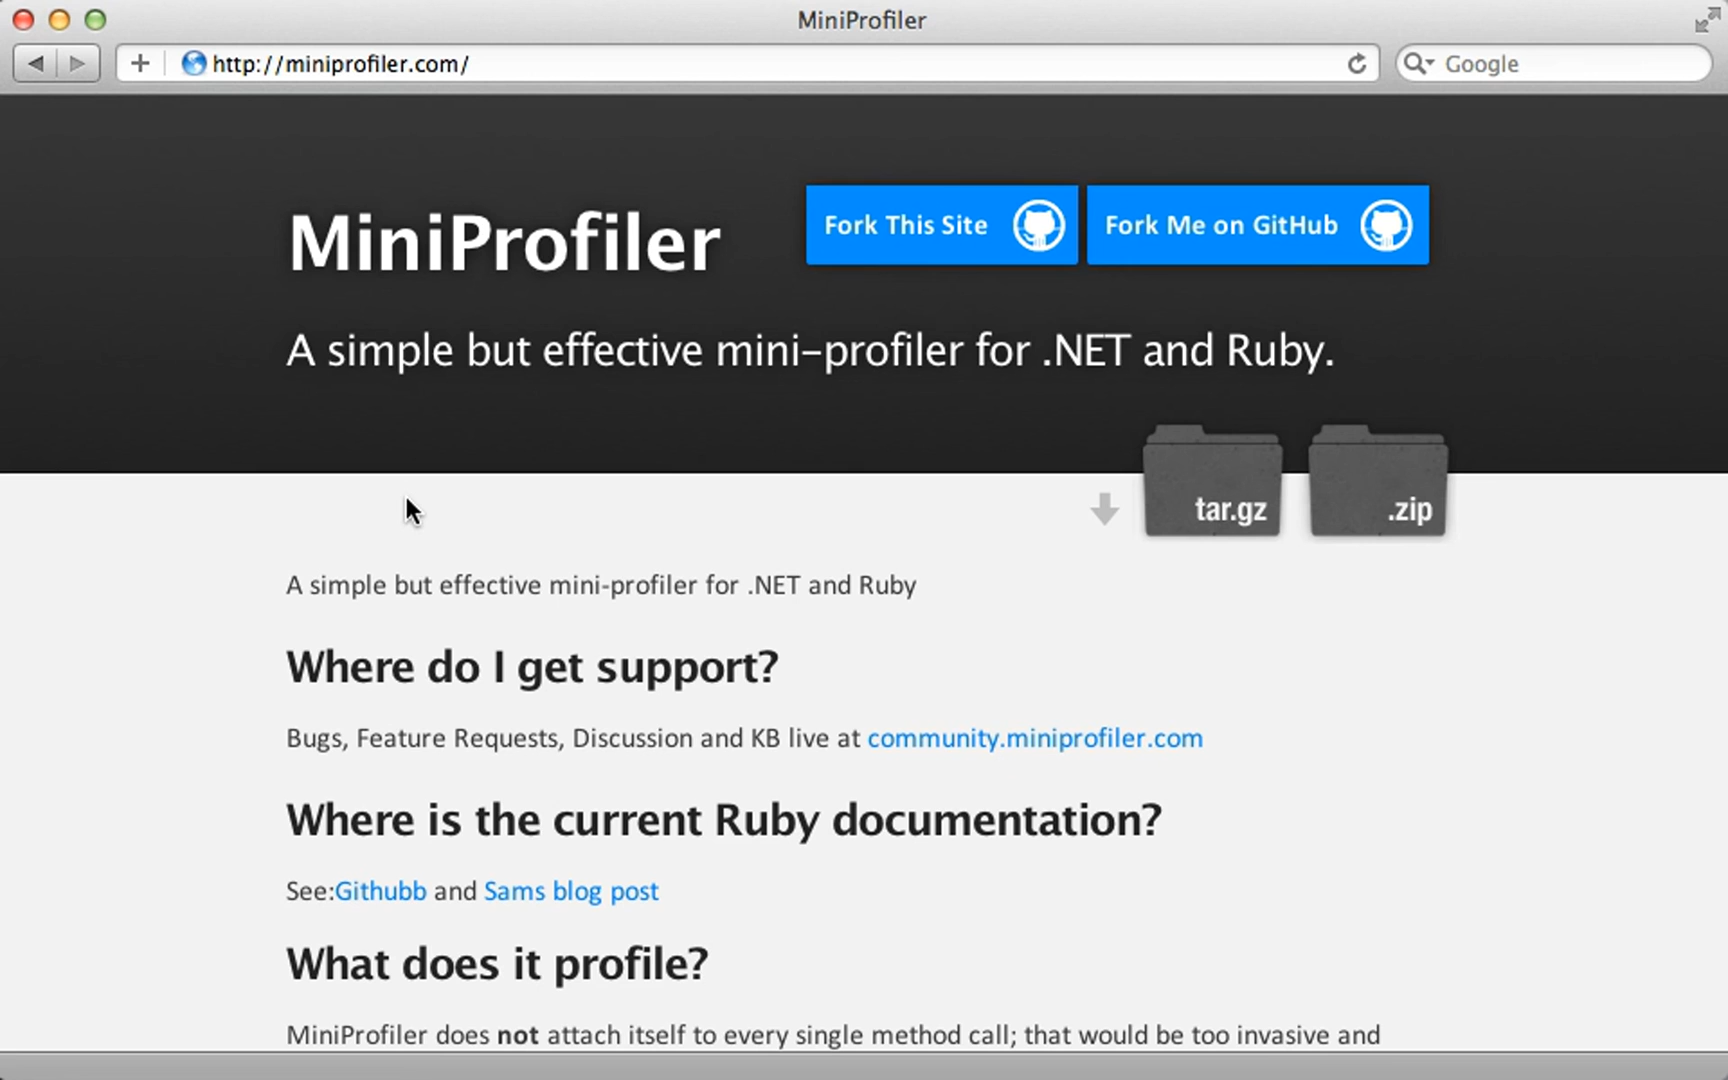 MiniProfiler
http://miniprofiler.com/
Google
MiniProfiler
Fork This Site
Fork Me on GitHub
A simple but effective mini-profiler for .NET and Ruby.
tar.gz
.zip
A simple but effective mini-profiler for .NET and Ruby
Where do I get support?
Bugs, Feature Requests, Discussion and KB live at community.miniprofiler.com
Where is the current Ruby documentation?
See:Githubb and Sams blog post
What does it profile?
MiniProfiler does not attach itself to every single method call; that would be too invasive and